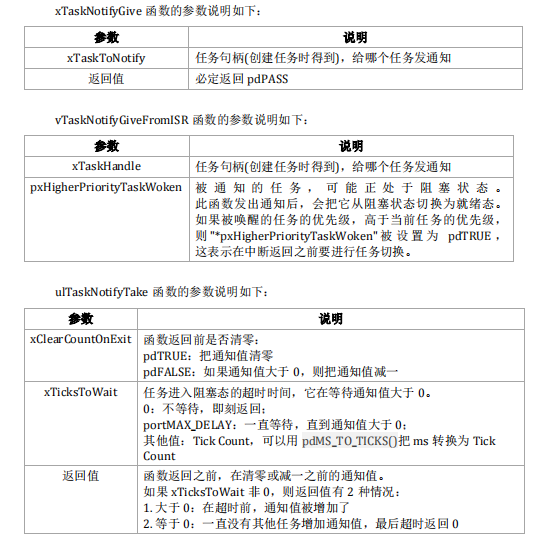 xTaskNotifyGive 函数的参数说明如下：
参数 说明
xTaskToNotify 任务句柄(创建任务时得到)，给哪个任务发通知
返回值 必定返回 pdPASS
vTaskNotifyGiveFromISR 函数的参数说明如下：
参数 说明
xTaskHandle 任务句柄(创建任务时得到)，给哪个任务发通知
pxHigherPriorityTaskWoken 被通知的任务，可能正处于阻塞状态。
此函数发出通知后，会把它从阻塞状态切换为就绪态。
如果被唤醒的任务的优先级，高于当前任务的优先级，
则 "*pxHigherPriorityTaskWoken" 被设置为 pdTRUE，
这表示在中断返回之前要进行任务切换。
ulTaskNotifyTake 函数的参数说明如下：
参数 说明
xClearCountOnExit 函数返回前是否清零：
pdTRUE：把通知值清零
pdFALSE：如果通知值大于 0，则把通知值减一
xTicksToWait 任务进入阻塞态的超时时间，它在等待通知值大于 0。
0：不等待，即刻返回；
portMAX_DELAY：一直等待，直到通知值大于 0；
其他值：Tick Count，可以用 pdMS_TO_TICKS()把 ms 转换为 Tick
Count
返回值 函数返回之前，在清零或减一之前的通知值。
如果 xTicksToWait 非 0，则返回值有 2 种情况：
1. 大于 0：在超时前，通知值被增加了
2. 等于 0：一直没有其他任务增加通知值，最后超时返回 0